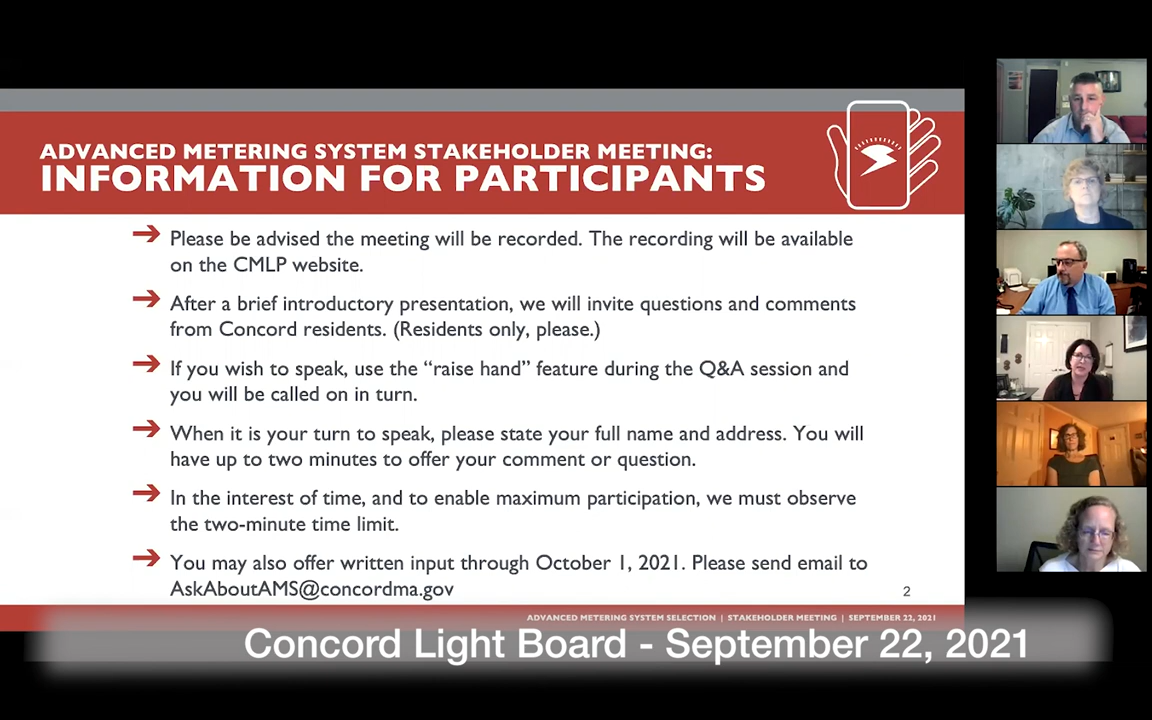 ADVANCED METERING SYSTEM STAKEHOLDER MEETING:
INFORMATION FOR PARTICIPANTS
Please be advised the meeting will be recorded. The recording will be available
on the CMLP website.
After a brief introductory presentation, we will invite questions and comments
from Concord residents. (Residents only, please.)
If you wish to speak, use the “raise hand” feature during the Q&A session and
you will be called on in turn.
When it is your turn to speak, please state your full name and address. You will
have up to two minutes to offer your comment or question.
In the interest of time, and to enable maximum participation, we must observe
the two-minute time limit.
You may also offer written input through October 1, 2021. Please send email to
AskAboutAMS@concordma.gov
2
ADVANCED METERING SYSTEM SELECTION | STAKEHOLDER MEETING | SEPTEMBER 22, 2021
Concord Light Board - September 22, 2021